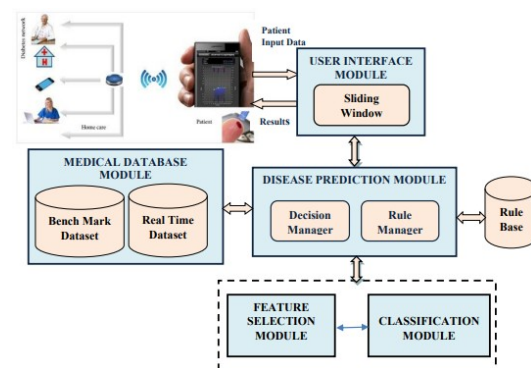 Diabetes network
H
Home care
Patient
Patient
Input Data
Results
USER INTERFACE
MODULE
Sliding
Window
MEDICAL DATABASE
MODULE
Bench Mark
Dataset
Real Time
Dataset
DISEASE PREDICTION MODULE
Decision
Manager
Rule
Manager
Rule
Base
FEATURE
SELECTION
MODULE
CLASSIFICATION
MODULE